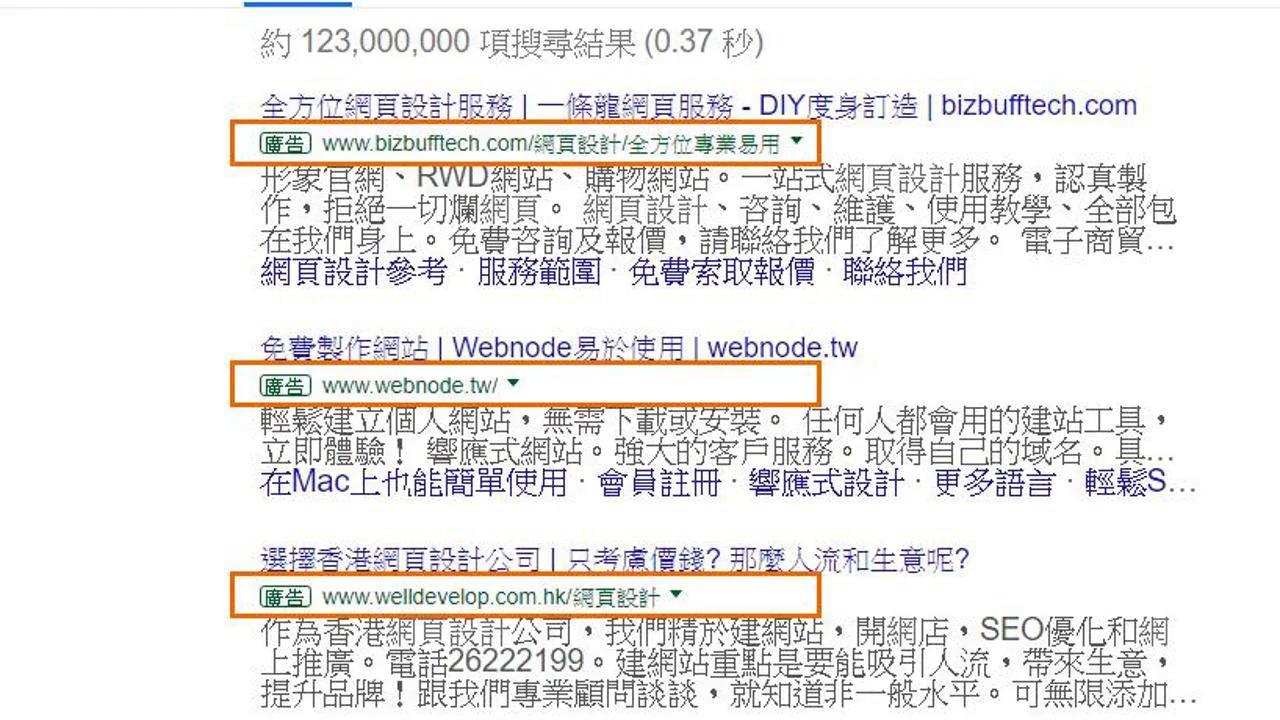 約 123,000,000 項搜尋結果 (0.37 秒)
全方位網頁設計服務 | 一條龍網頁服務 - DIY度身訂造 | bizbufftech.com
廣告 www.bizbufftech.com/網頁設計/全方位專業易用
形象官網、RWD網站、購物網站。一站式網頁設計服務，認真製
作，拒絕一切爛網頁。 網頁設計、咨詢、維護、使用教學、全部包
在我們身上。免費咨詢及報價，請聯絡我們了解更多。 電子商貿...
網頁設計參考 · 服務範圍 · 免費索取報價 · 聯絡我們
免費製作網站 | Webnode易於使用 | webnode.tw
廣告 www.webnode.tw/
輕鬆建立個人網站，無需下載或安裝。 任何人都會用的建站工具，
立即體驗！ 響應式網站。強大的客戶服務。取得自己的域名。具...
在Mac上也能簡單使用 · 會員註冊 · 響應式設計 · 更多語言 · 輕鬆S...
選擇香港網頁設計公司 | 只考慮價錢? 那麼人流和生意呢?
廣告 www.welldevelop.com.hk/網頁設計
作為香港網頁設計公司，我們精於建網站，開網店，SEO優化和網
上推廣。電話26222199。建網站重點是要能吸引人流，帶來生意，
提升品牌！跟我們專業顧問談談，就知道非一般水平。可無限添加...